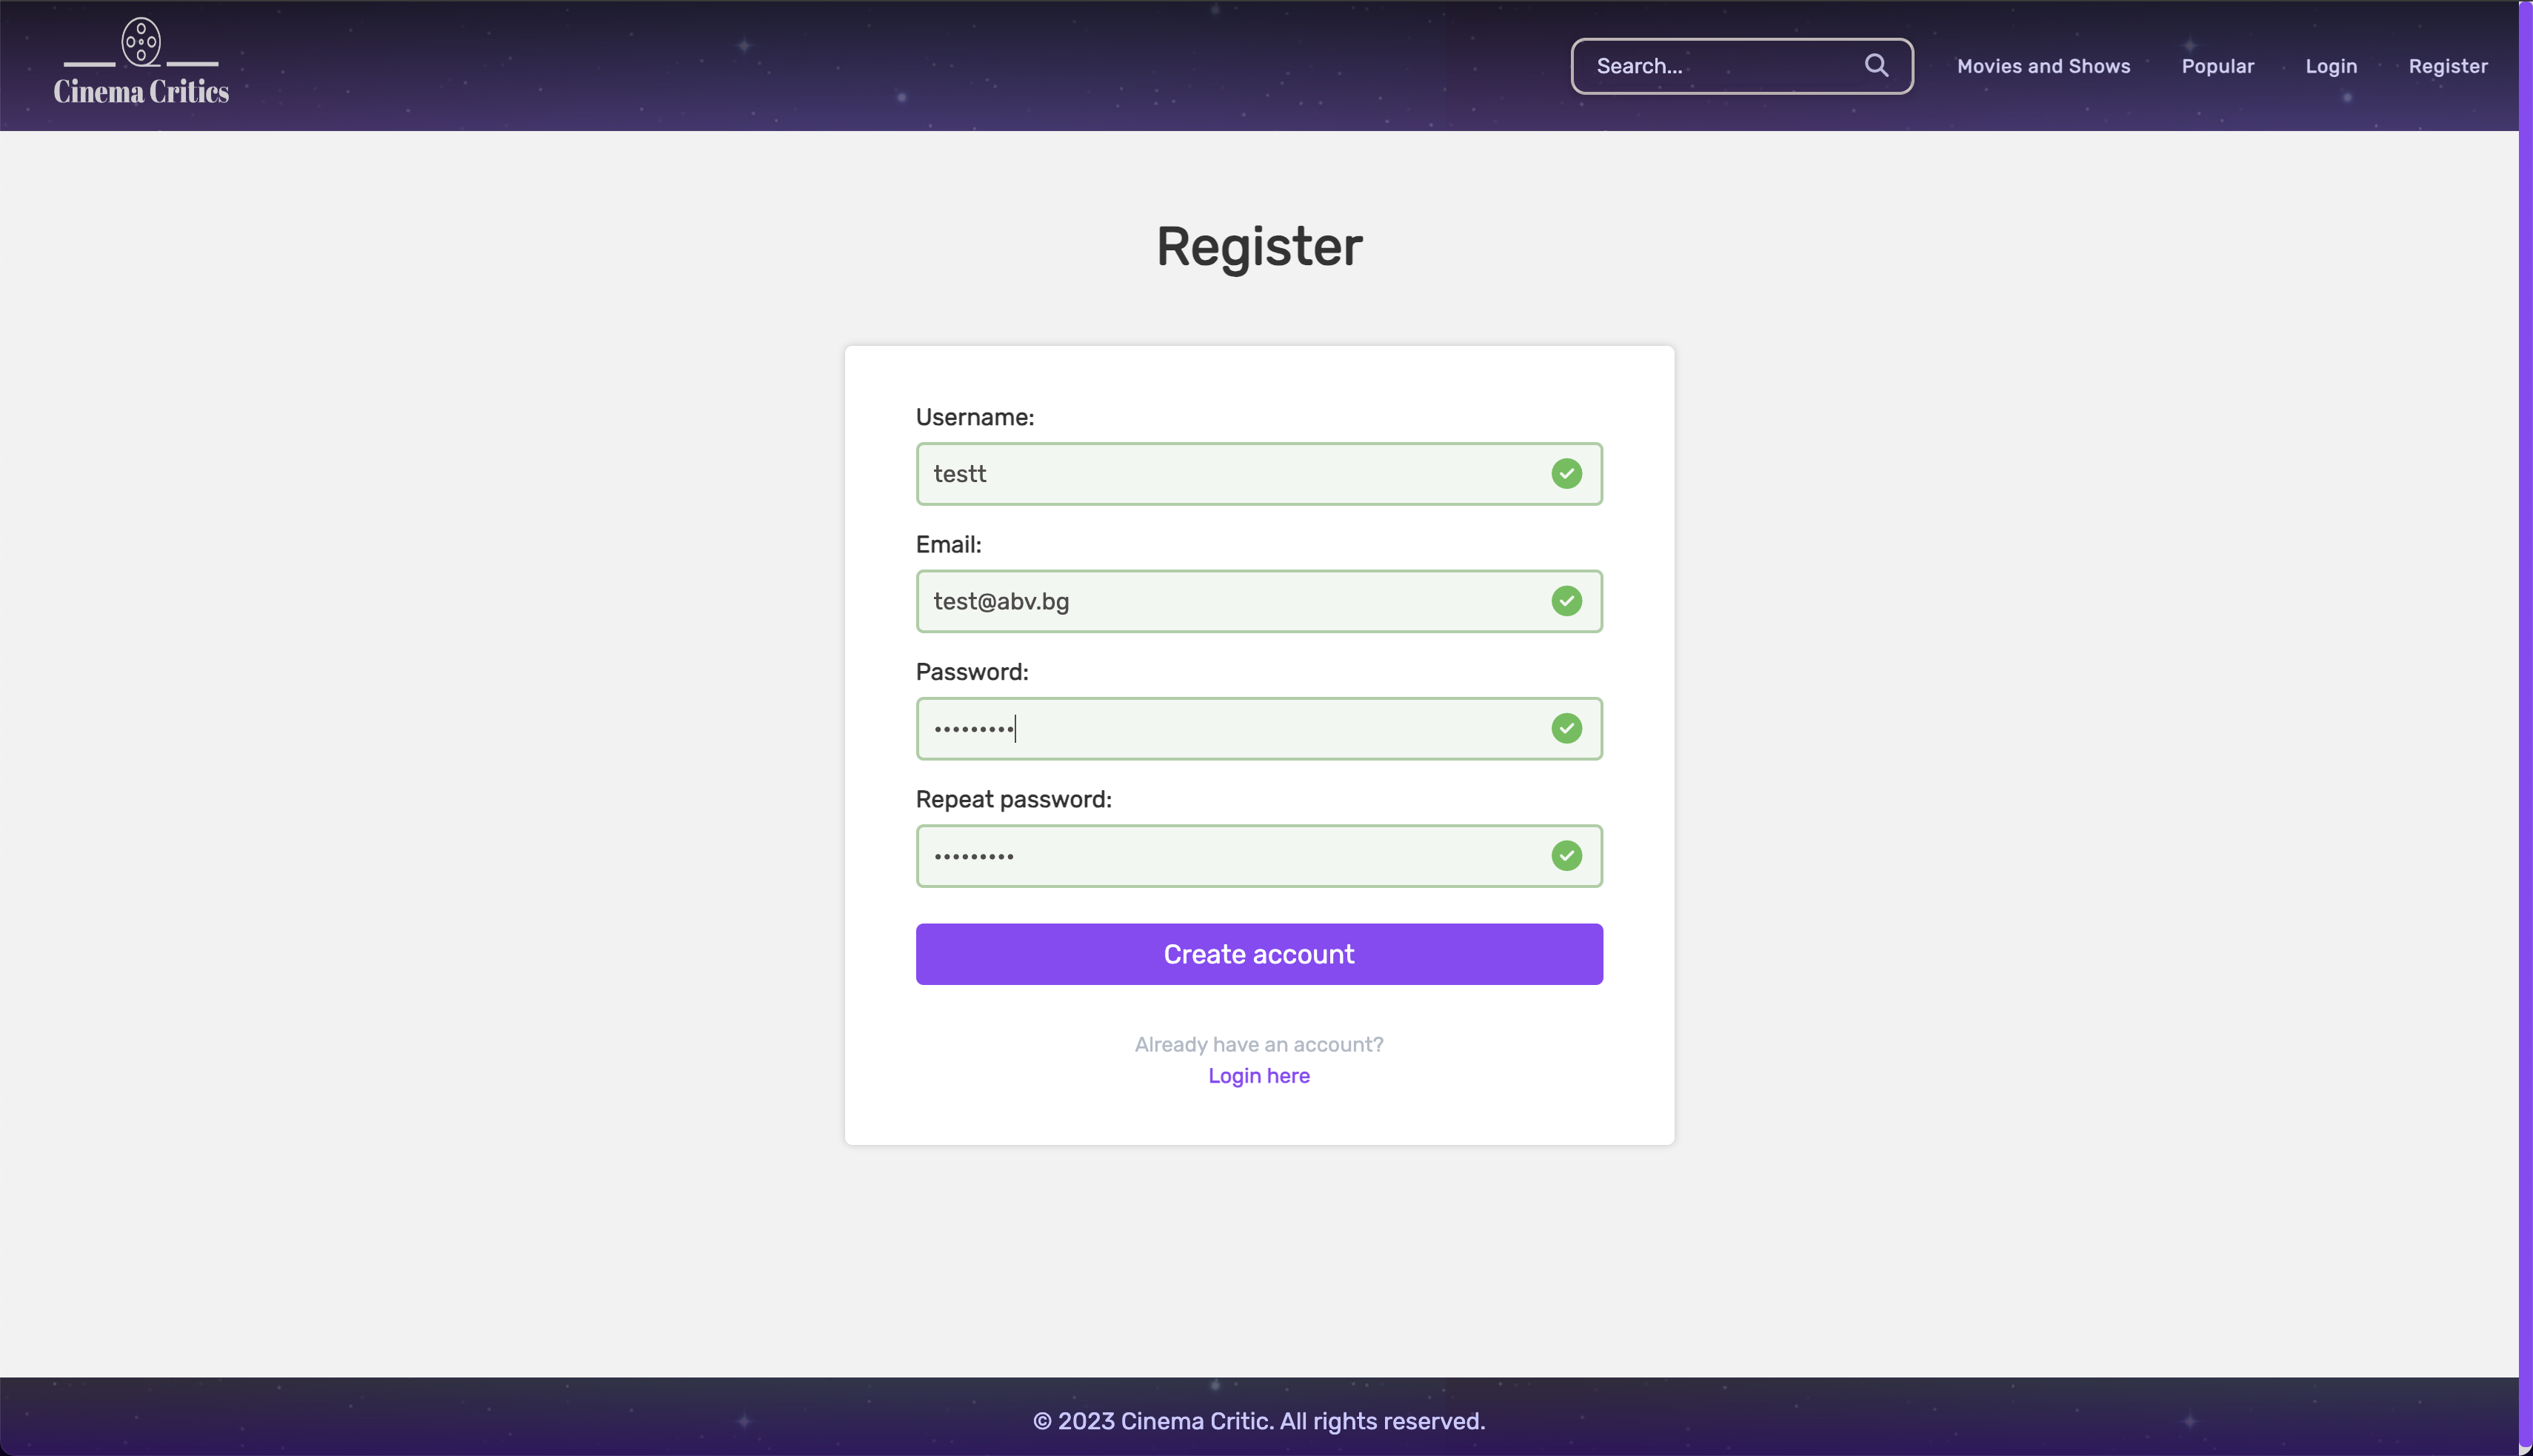 Cinema Critics
Search...
Movies and Shows
Popular
Login
Register
Register
Username:
testt
Email:
test@abv.bg
Password:
•••••••••
Repeat password:
•••••••••
Create account
Already have an account?
Login here
© 2023 Cinema Critic. All rights reserved.